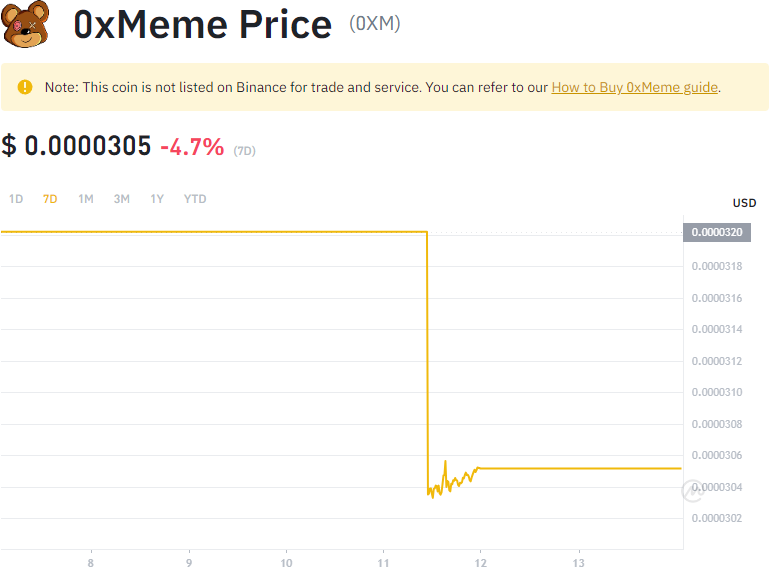 0xMeme Price (0XM)
Note: This coin is not listed on Binance for trade and service. You can refer to our How to Buy 0xMeme guide.
$ 0.0000305 -4.7% (7D)
1D 7D 1M 3M 1Y YTD
USD
0.0000320
0.0000318
0.0000316
0.0000314
0.0000312
0.0000310
0.0000308
0.0000306
0.0000304
0.0000302
8 9 10 11 12 13